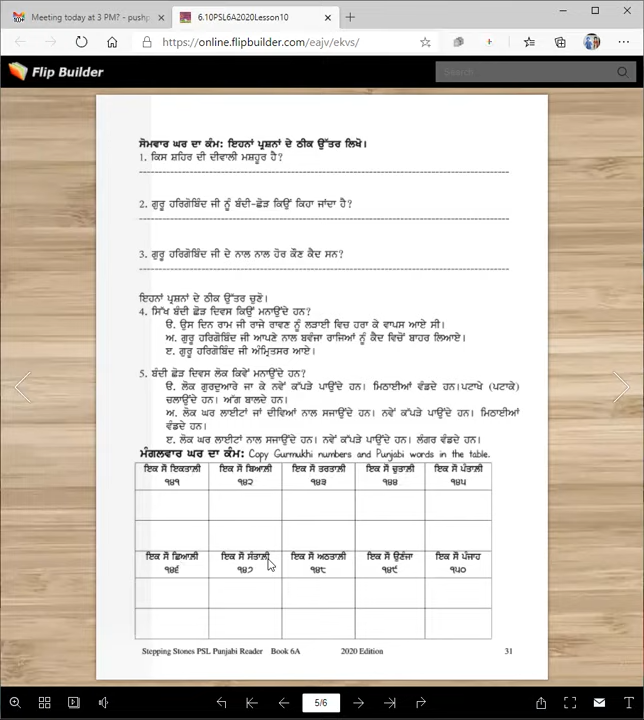 Meeting today at 3 PM? - pushp
6.10PSL6A2020Lesson10
https://online.flipbuilder.com/eajv/ekvs/
Flip Builder
Search
ਸੋਮਵਾਰ ਘਰ ਦਾ ਕੰਮ: ਇਹਨਾਂ ਪ੍ਰਸ਼ਨਾਂ ਦੇ ਠੀਕ ਉੱਤਰ ਲਿਖੋ।
1. ਕਿਸ ਸ਼ਹਿਰ ਦੀ ਦੀਵਾਲੀ ਮਸ਼ਹੂਰ ਹੈ?
2. ਗੁਰੂ ਹਰਿਗੋਬਿੰਦ ਜੀ ਨੂੰ ਬੰਦੀ-ਛੋੜ ਕਿਉਂ ਕਿਹਾ ਜਾਂਦਾ ਹੈ?
3. ਗੁਰੂ ਹਰਿਗੋਬਿੰਦ ਜੀ ਦੇ ਨਾਲ ਨਾਲ ਹੋਰ ਕੌਣ ਕੈਦ ਸਨ?
ਇਹਨਾਂ ਪ੍ਰਸ਼ਨਾਂ ਦੇ ਠੀਕ ਉੱਤਰ ਚੁਣੋ।
4. ਸਿੱਖ ਬੰਦੀ ਛੋੜ ਦਿਵਸ ਕਿਉਂ ਮਨਾਉਂਦੇ ਹਨ?
ੳ. ਉਸ ਦਿਨ ਰਾਮ ਜੀ ਰਾਜੇ ਰਾਵਣ ਨੂੰ ਲੜਾਈ ਵਿਚ ਹਰਾ ਕੇ ਵਾਪਸ ਆਏ ਸੀ।
ਅ. ਗੁਰੂ ਹਰਿਗੋਬਿੰਦ ਜੀ ਆਪਣੇ ਨਾਲ ਬਵੰਜਾ ਰਾਜਿਆਂ ਨੂੰ ਕੈਦ ਵਿਚੋਂ ਬਾਹਰ ਲਿਆਏ।
ੲ. ਗੁਰੂ ਹਰਿਗੋਬਿੰਦ ਜੀ ਅੰਮ੍ਰਿਤਸਰ ਆਏ।
5. ਬੰਦੀ ਛੋੜ ਦਿਵਸ ਲੋਕ ਕਿਵੇਂ ਮਨਾਉਂਦੇ ਹਨ?
ੳ. ਲੋਕ ਗੁਰਦੁਆਰੇ ਜਾ ਕੇ ਨਵੇਂ ਕੱਪੜੇ ਪਾਉਂਦੇ ਹਨ। ਮਿਠਾਈਆਂ ਵੰਡਦੇ ਹਨ।ਪਟਾਖੇ (ਪਟਾਕੇ)
ਚਲਾਉਂਦੇ ਹਨ। ਅੱਗ ਬਾਲਦੇ ਹਨ।
ਅ. ਲੋਕ ਘਰ ਲਾਈਟਾਂ ਜਾਂ ਦੀਵਿਆਂ ਨਾਲ ਸਜਾਉਂਦੇ ਹਨ। ਨਵੇਂ ਕੱਪੜੇ ਪਾਉਂਦੇ ਹਨ। ਮਿਠਾਈਆਂ
ਵੰਡਦੇ ਹਨ।
ੲ. ਲੋਕ ਘਰ ਲਾਈਟਾਂ ਨਾਲ ਸਜਾਉਂਦੇ ਹਨ। ਨਵੇਂ ਕੱਪੜੇ ਪਾਉਂਦੇ ਹਨ। ਲੰਗਰ ਵੰਡਦੇ ਹਨ।
ਮੰਗਲਵਾਰ ਘਰ ਦਾ ਕੰਮ: Copy Gurmukhi numbers and Punjabi words in the table.
ਇਕ ਸੌ ਇਕਤਾਲੀ ਇਕ ਸੌ ਬਿਆਲੀ ਇਕ ਸੌ ਤਰਤਾਲੀ ਇਕ ਸੌ ਚੁਤਾਲੀ ਇਕ ਸੌ ਪੰਤਾਲੀ
੧੪੧ ੧੪੨ ੧੪੩ ੧੪੪ ੧੪੫
ਇਕ ਸੌ ਛਿਆਲੀ ਇਕ ਸੌ ਸੰਤਾਲੀ ਇਕ ਸੌ ਅਠਤਾਲੀ ਇਕ ਸੌ ਉਣੰਜਾ ਇਕ ਸੌ ਪੰਜਾਹ
੧੪੬ ੧੪੭ ੧੪੮ ੧੪੯ ੧੫੦
Stepping Stones PSL Punjabi Reader Book 6A 2020 Edition 31
5/6